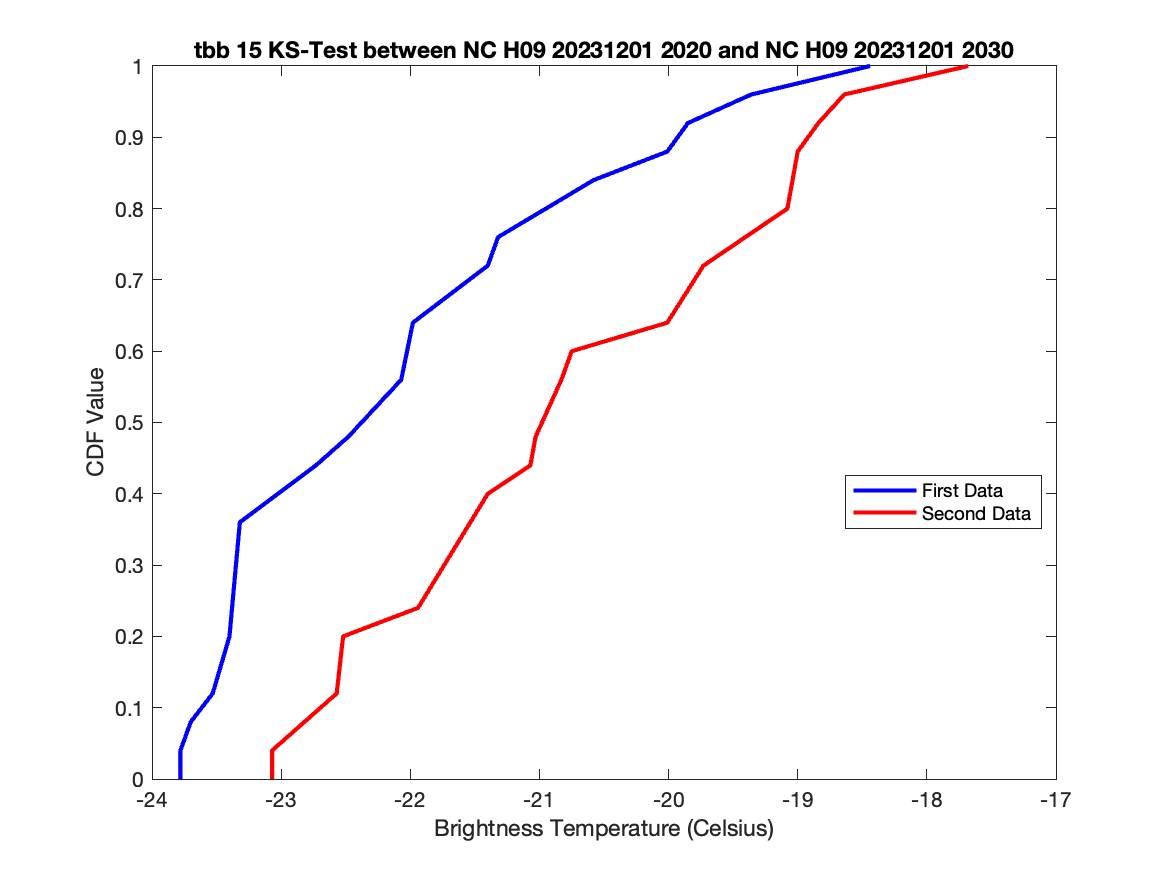 tbb 15 KS-Test between NC H09 20231201 2020 and NC H09 20231201 2030
1
0.9
0.8
0.7
0.6
0.5
0.4
0.3
0.2
0.1
0
CDF Value
First Data
Second Data
-24 -23 -22 -21 -20 -19 -18 -17
Brightness Temperature (Celsius)